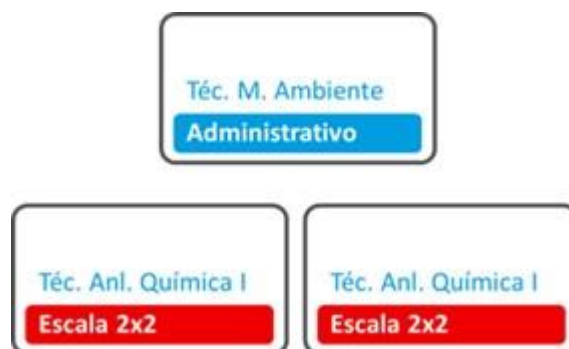 Téc. M. Ambiente
Administrativo
Téc. Anl. Química I
Escala 2x2
Téc. Anl. Química I
Escala 2x2